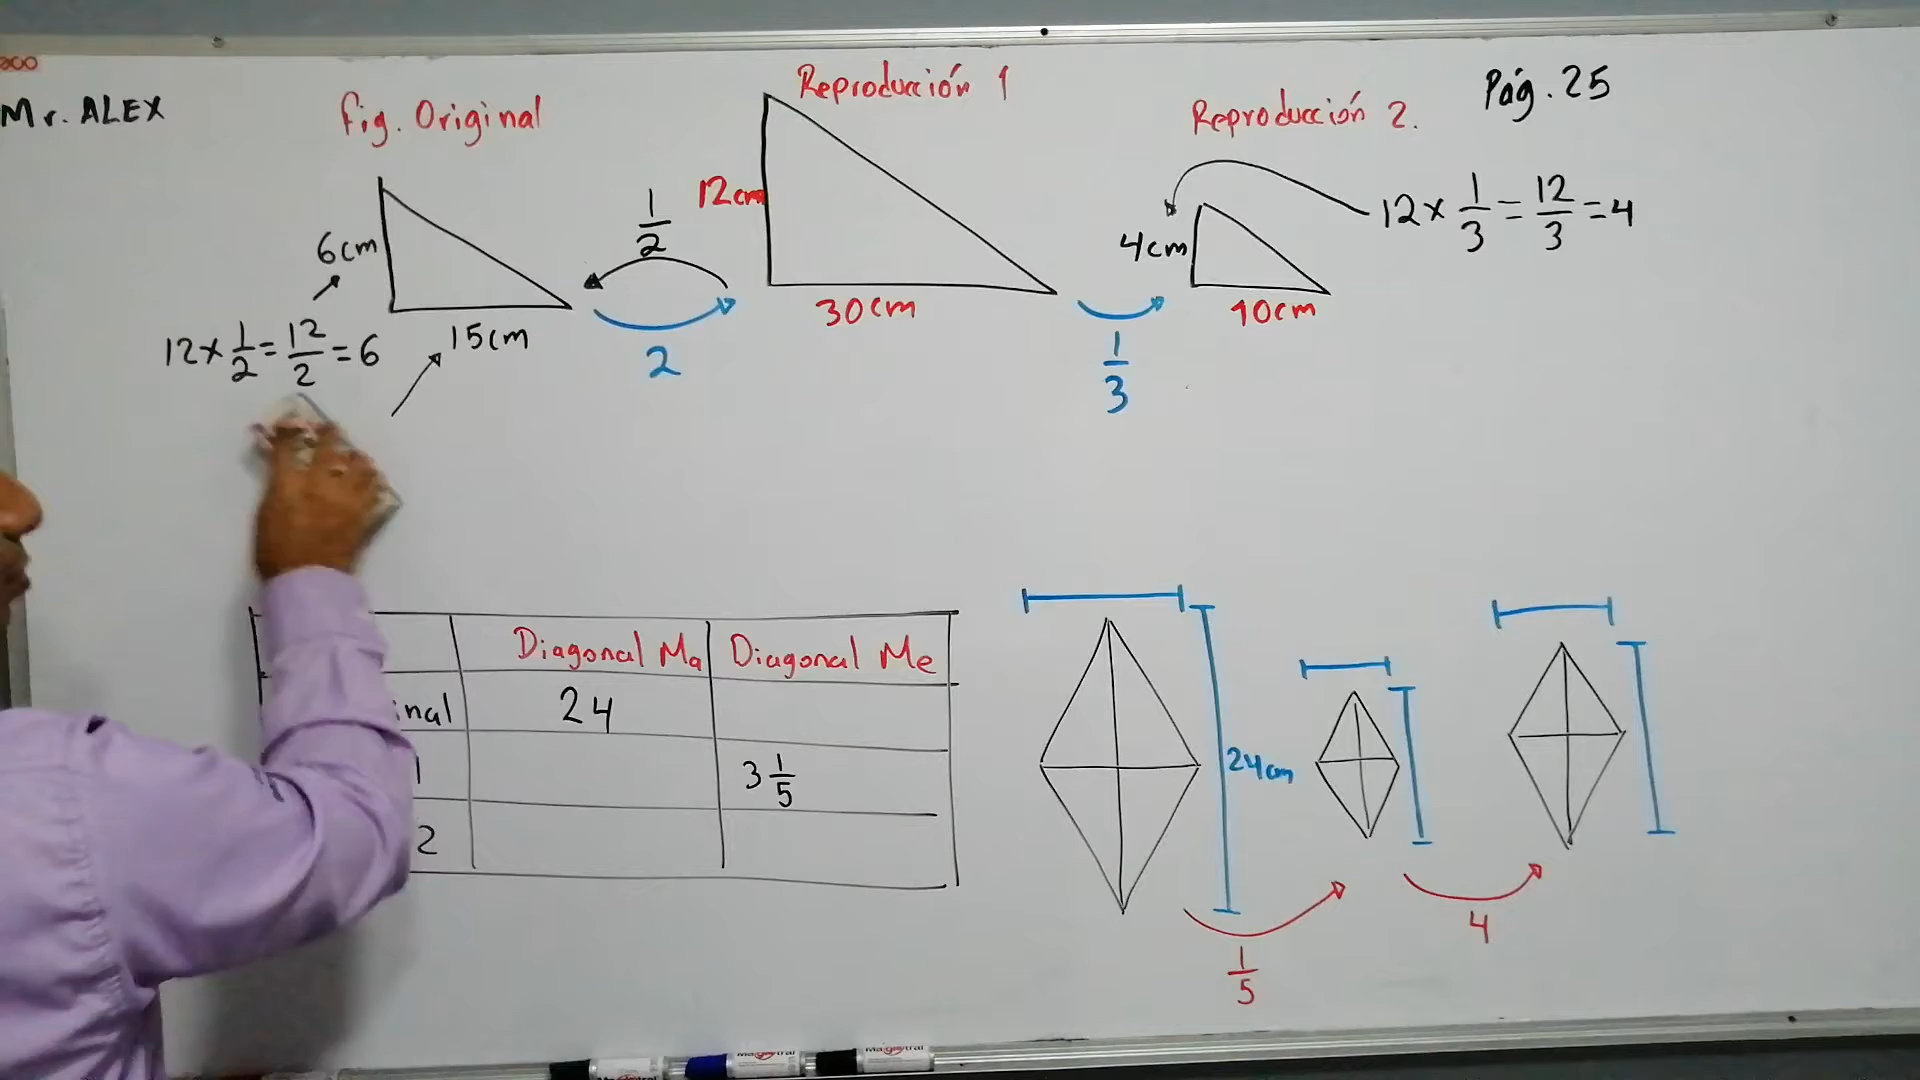 Mr. ALEX
fig. Original
Reproducción 1
Reproducción 2.
Pág. 25
6cm
15cm
12 x 1/2 = 12/2 = 6
1/2
2
12cm
30cm
1/3
4cm
10cm
12 x 1/3 = 12/3 = 4
Diagonal Ma Diagonal Me
inal 24
1 3 1/5
2
24cm
1/5
4